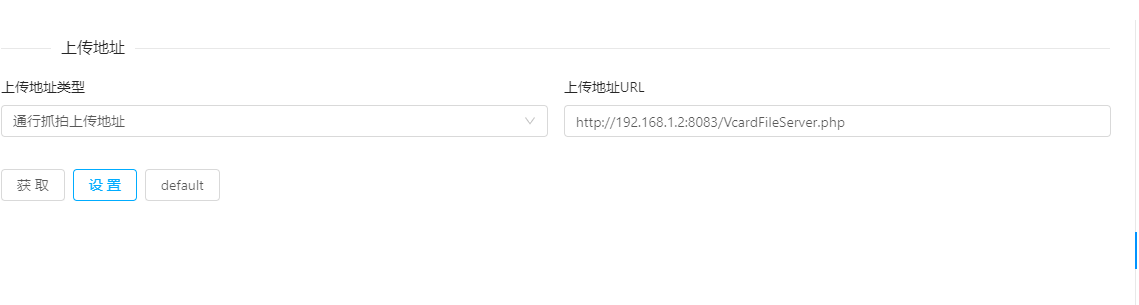 上传地址
上传地址类型
上传地址URL
通行抓拍上传地址
http://192.168.1.2:8083/VcardFileServer.php
获 取
设 置
default